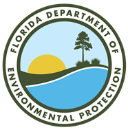 FLORIDA DEPARTMENT OF
ENVIRONMENTAL PROTECTION